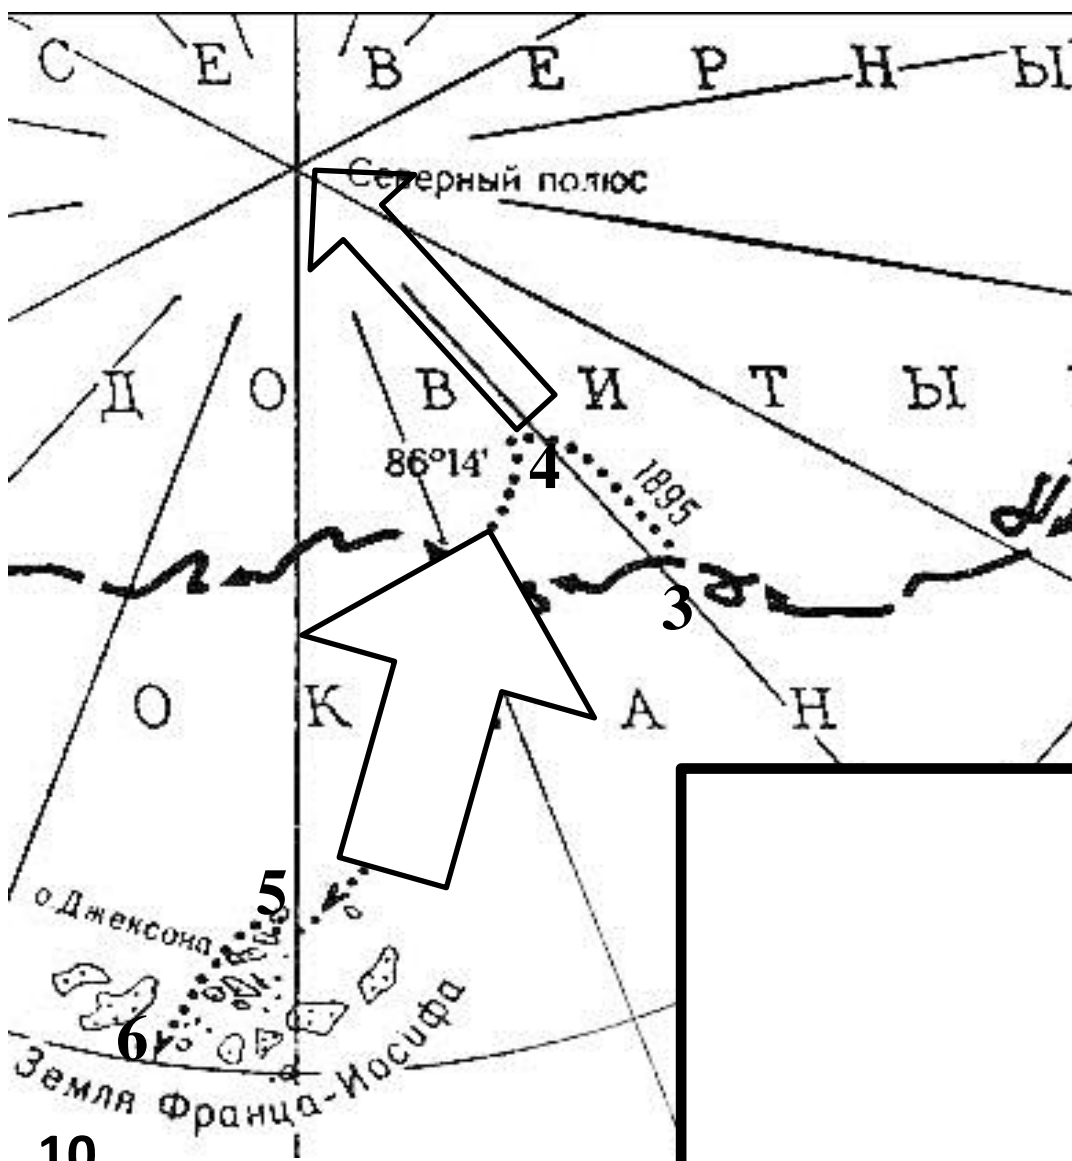 С Е В Е Р Н Ы
Северный полюс
Д О В И Т Ы
86°14'
4
1895
3
О К А Н
5
о Джексона
6
Земля Франца-Иосифа
10